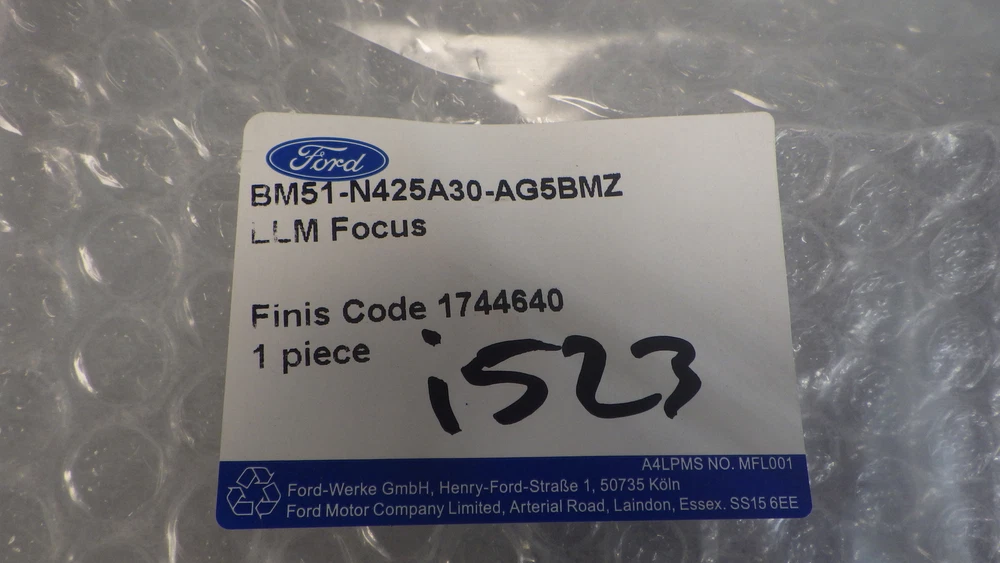 Ford
BM51-N425A30-AG5BMZ
LLM Focus
Finis Code 1744640
1 piece
i523
A4LPMS NO. MFL001
Ford-Werke GmbH, Henry-Ford-Straße 1, 50735 Köln
Ford Motor Company Limited, Arterial Road, Laindon, Essex. SS15 6EE